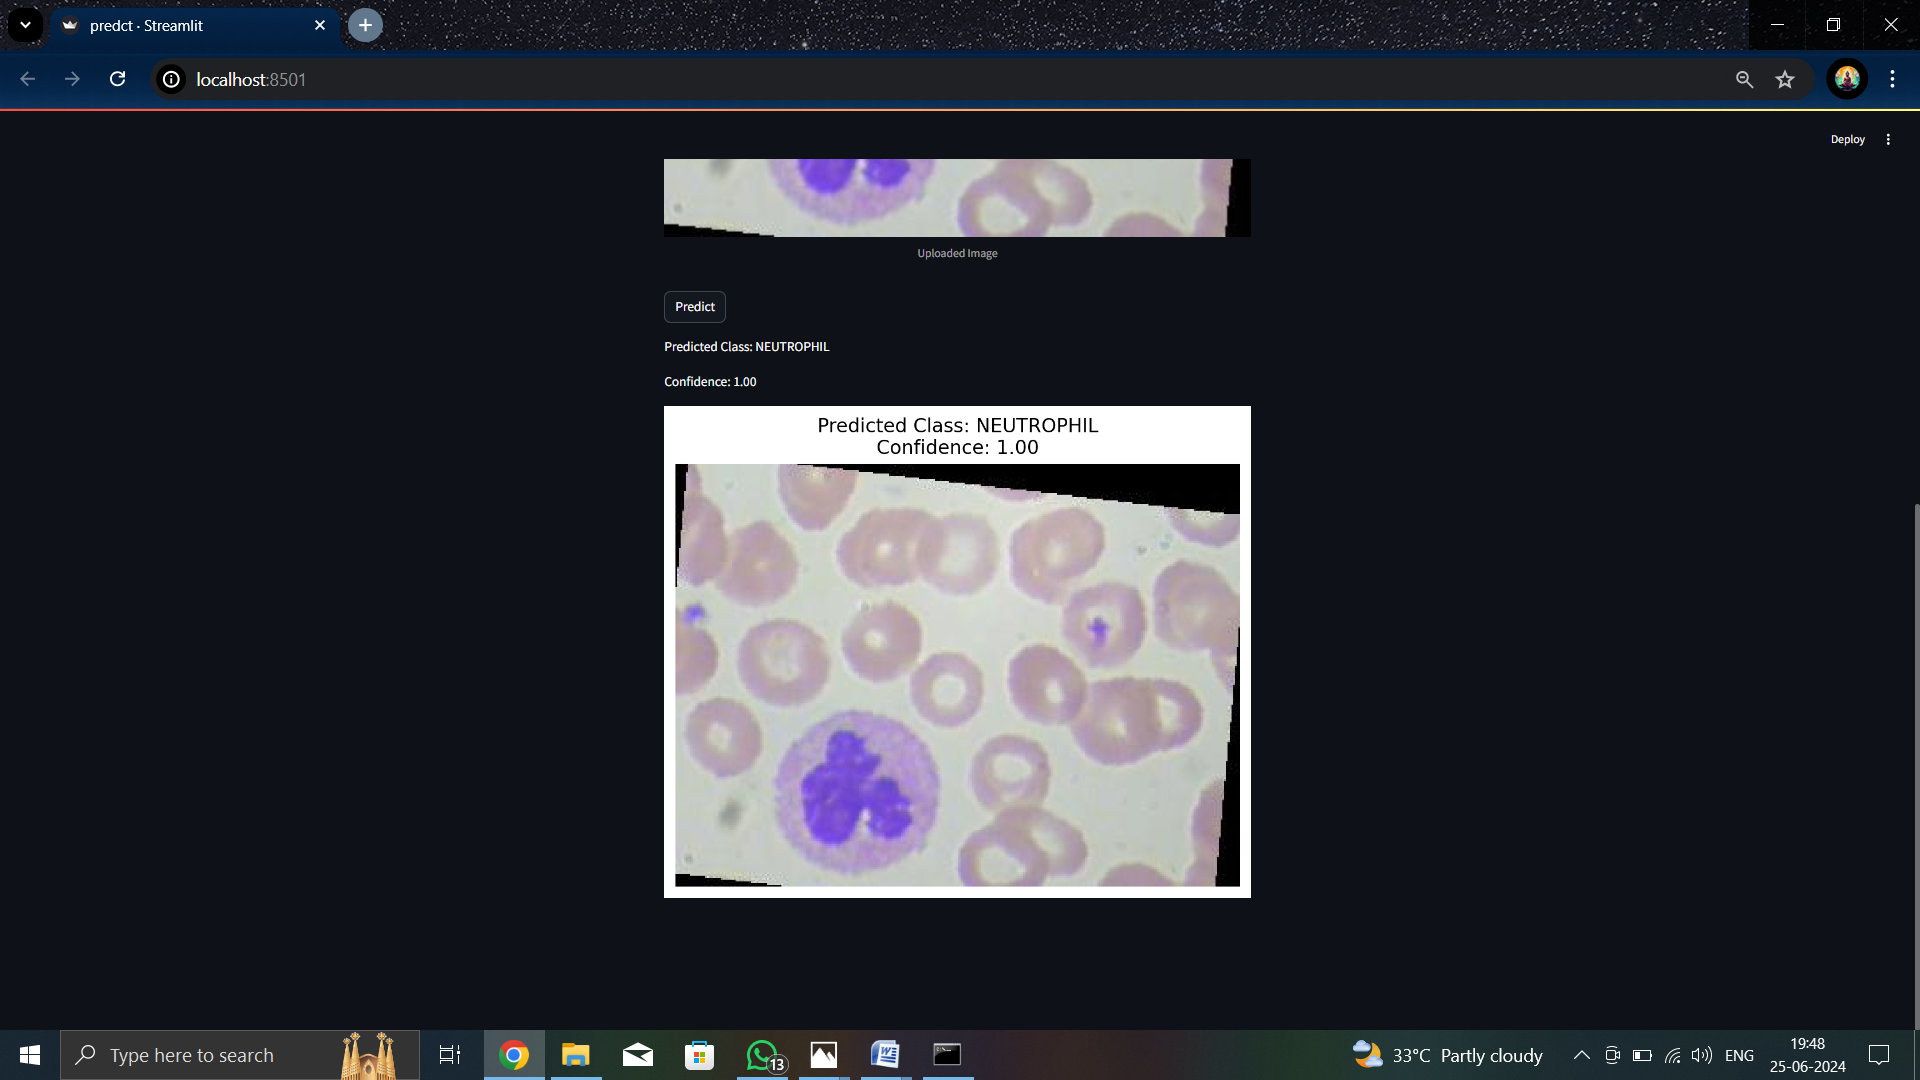 predct · Streamlit
localhost:8501
Deploy
Uploaded Image
Predict
Predicted Class: NEUTROPHIL
Confidence: 1.00
Predicted Class: NEUTROPHIL
Confidence: 1.00
Type here to search
13
33°C Partly cloudy
ENG
19:48
25-06-2024